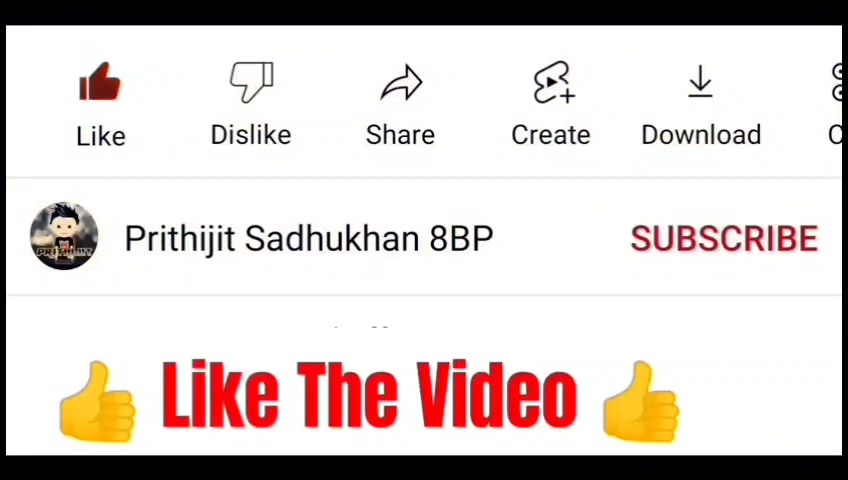 Like Dislike Share Create Download
Prithijit Sadhukhan 8BP SUBSCRIBE
Like The Video